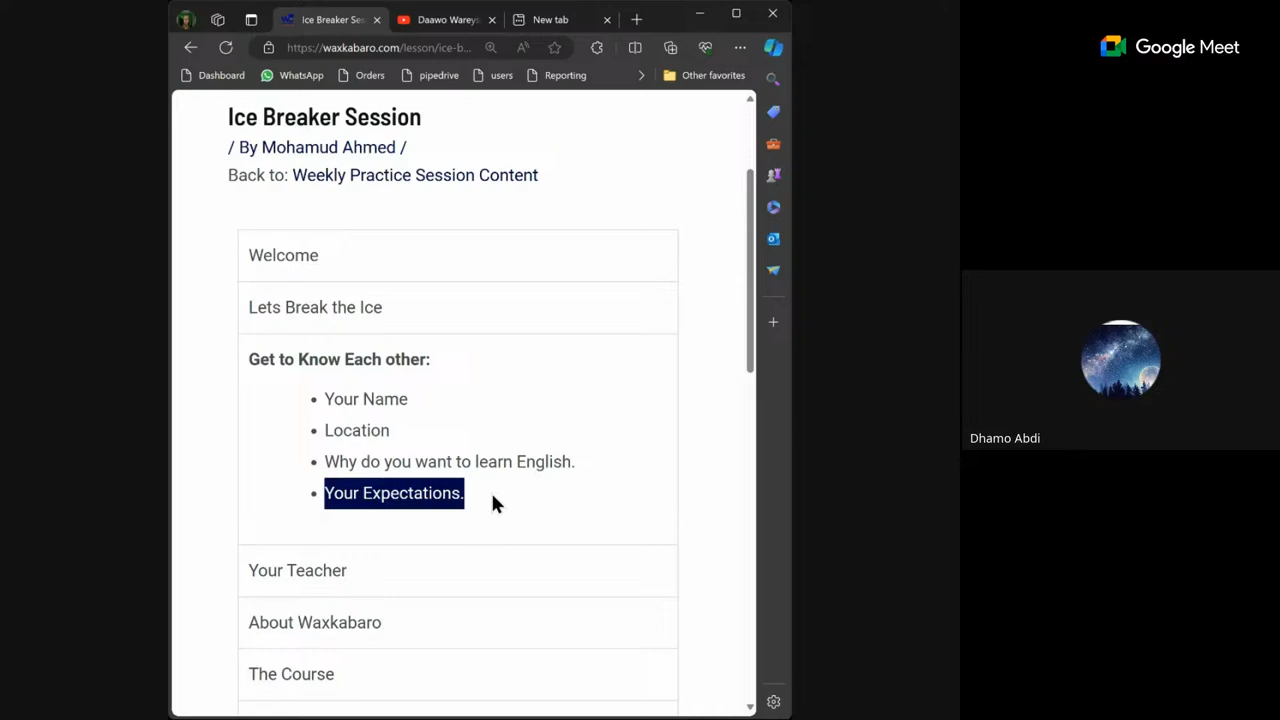 Ice Breaker Ses
Daawo Wareys
New tab
https://waxkabaro.com/lesson/ice-b...
Dashboard
WhatsApp
Orders
pipedrive
users
Reporting
Other favorites
Google Meet
Ice Breaker Session
/ By Mohamud Ahmed /
Back to: Weekly Practice Session Content
Welcome
Lets Break the Ice
Get to Know Each other:
• Your Name
• Location
• Why do you want to learn English.
• Your Expectations.
Your Teacher
About Waxkabaro
The Course
Dhamo Abdi